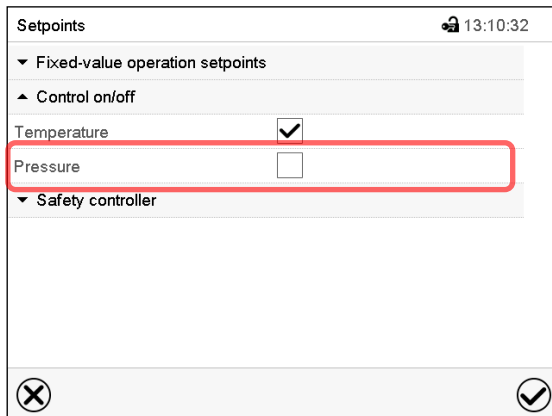 Setpoints 13:10:32
Fixed-value operation setpoints
Control on/off
Temperature
Pressure
Safety controller